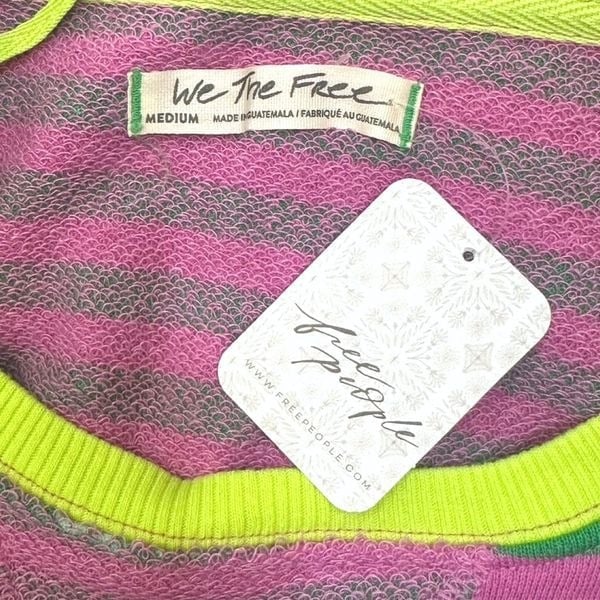 We The Free
MEDIUM MADE IN GUATEMALA / FABRIQUÉ AU GUATEMALA
free people
WWW.FREEPEOPLE.COM